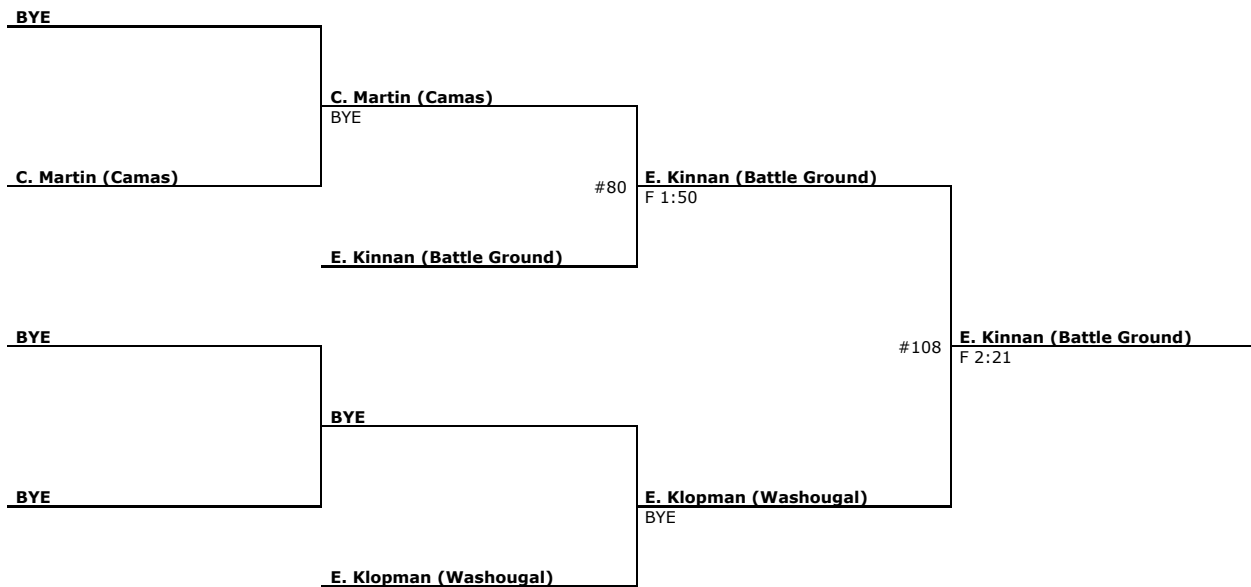 BYE
C. Martin (Camas)
BYE
C. Martin (Camas)
#80
E. Kinnan (Battle Ground)
F 1:50
E. Kinnan (Battle Ground)
BYE
#108
E. Kinnan (Battle Ground)
F 2:21
BYE
BYE
E. Klopman (Washougal)
BYE
E. Klopman (Washougal)